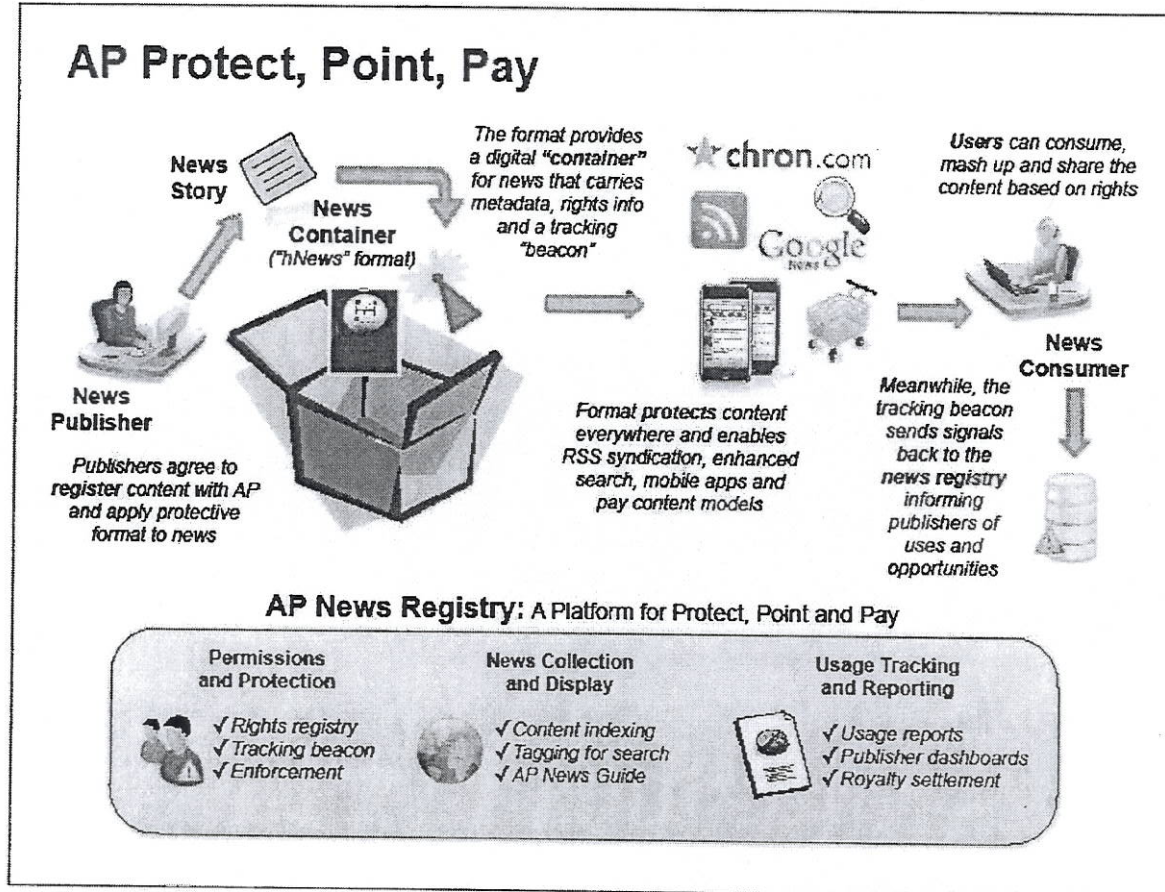 AP Protect, Point, Pay
News
Story
News
Container
("hNews" format)
News
Publisher
Publishers agree to
register content with AP
and apply protective
format to news
The format provides
a digital "container"
for news that carries
metadata, rights info
and a tracking
"beacon"
chron.com
Google
News
Format protects content
everywhere and enables
RSS syndication, enhanced
search, mobile apps and
pay content models
Users can consume,
mash up and share the
content based on rights
News
Consumer
Meanwhile, the
tracking beacon
sends signals
back to the
news registry
informing
publishers of
uses and
opportunities
AP News Registry: A Platform for Protect, Point and Pay
Permissions
and Protection
✓ Rights registry
✓ Tracking beacon
✓ Enforcement
News Collection
and Display
✓ Content indexing
✓ Tagging for search
✓ AP News Guide
Usage Tracking
and Reporting
✓ Usage reports
✓ Publisher dashboards
✓ Royalty settlement